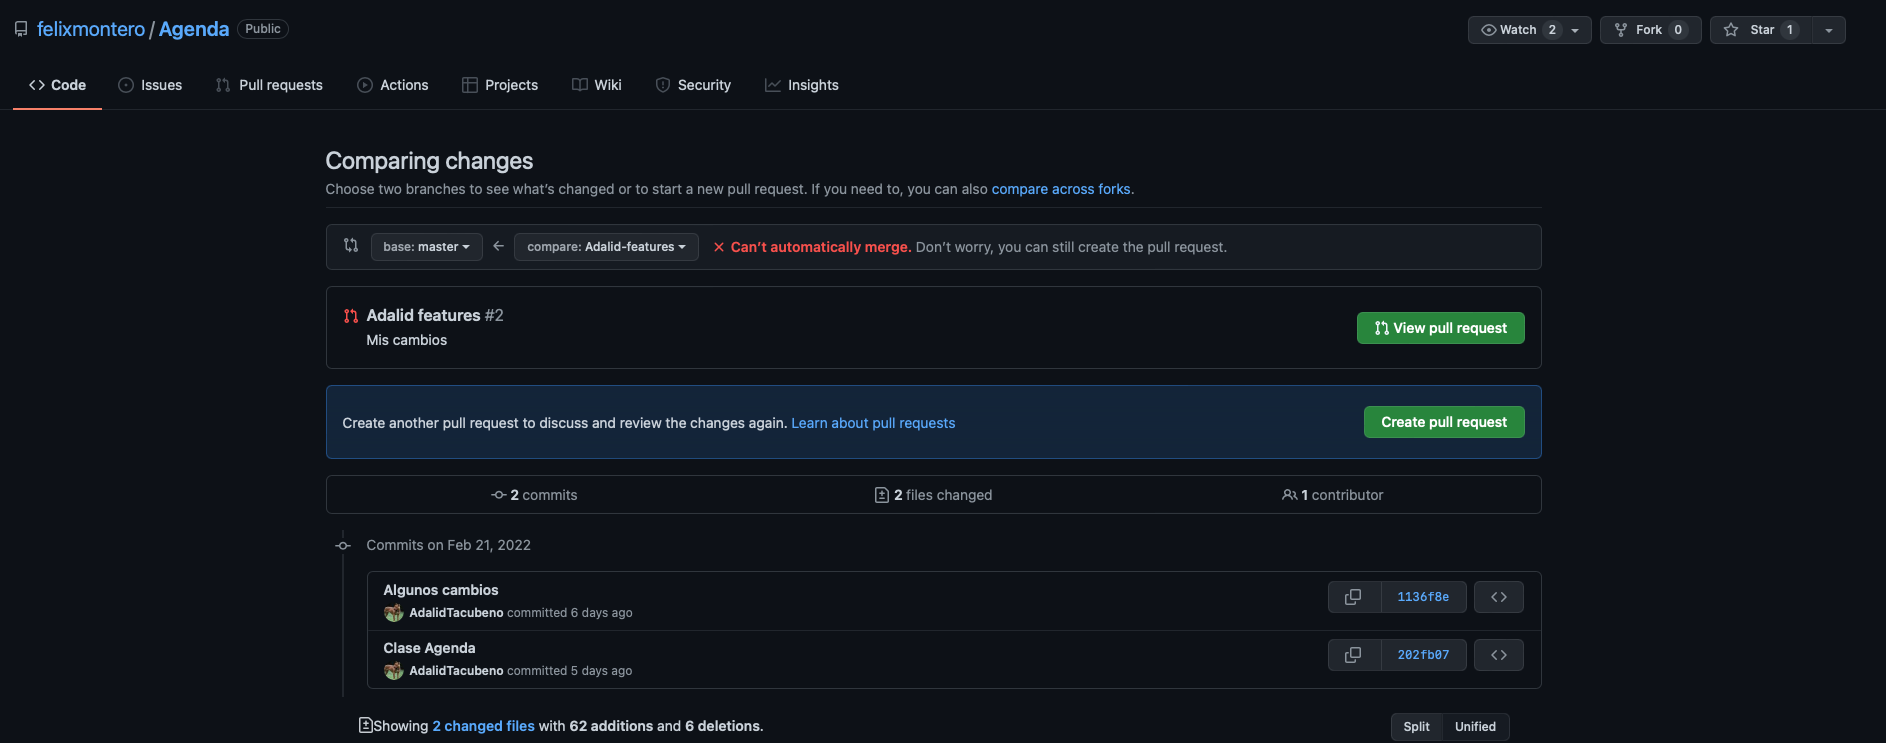 felixmontero / Agenda Public
Watch 2 Fork 0 Star 1
Code Issues Pull requests Actions Projects Wiki Security Insights
Comparing changes
Choose two branches to see what's changed or to start a new pull request. If you need to, you can also compare across forks.
base: master ← compare: Adalid-features × Can't automatically merge. Don't worry, you can still create the pull request.
Adalid features #2
Mis cambios
View pull request
Create another pull request to discuss and review the changes again. Learn about pull requests
Create pull request
2 commits 2 files changed 1 contributor
Commits on Feb 21, 2022
Algunos cambios
AdalidTacubeno committed 6 days ago
1136f8e
Clase Agenda
AdalidTacubeno committed 5 days ago
202fb07
Showing 2 changed files with 62 additions and 6 deletions.
Split Unified